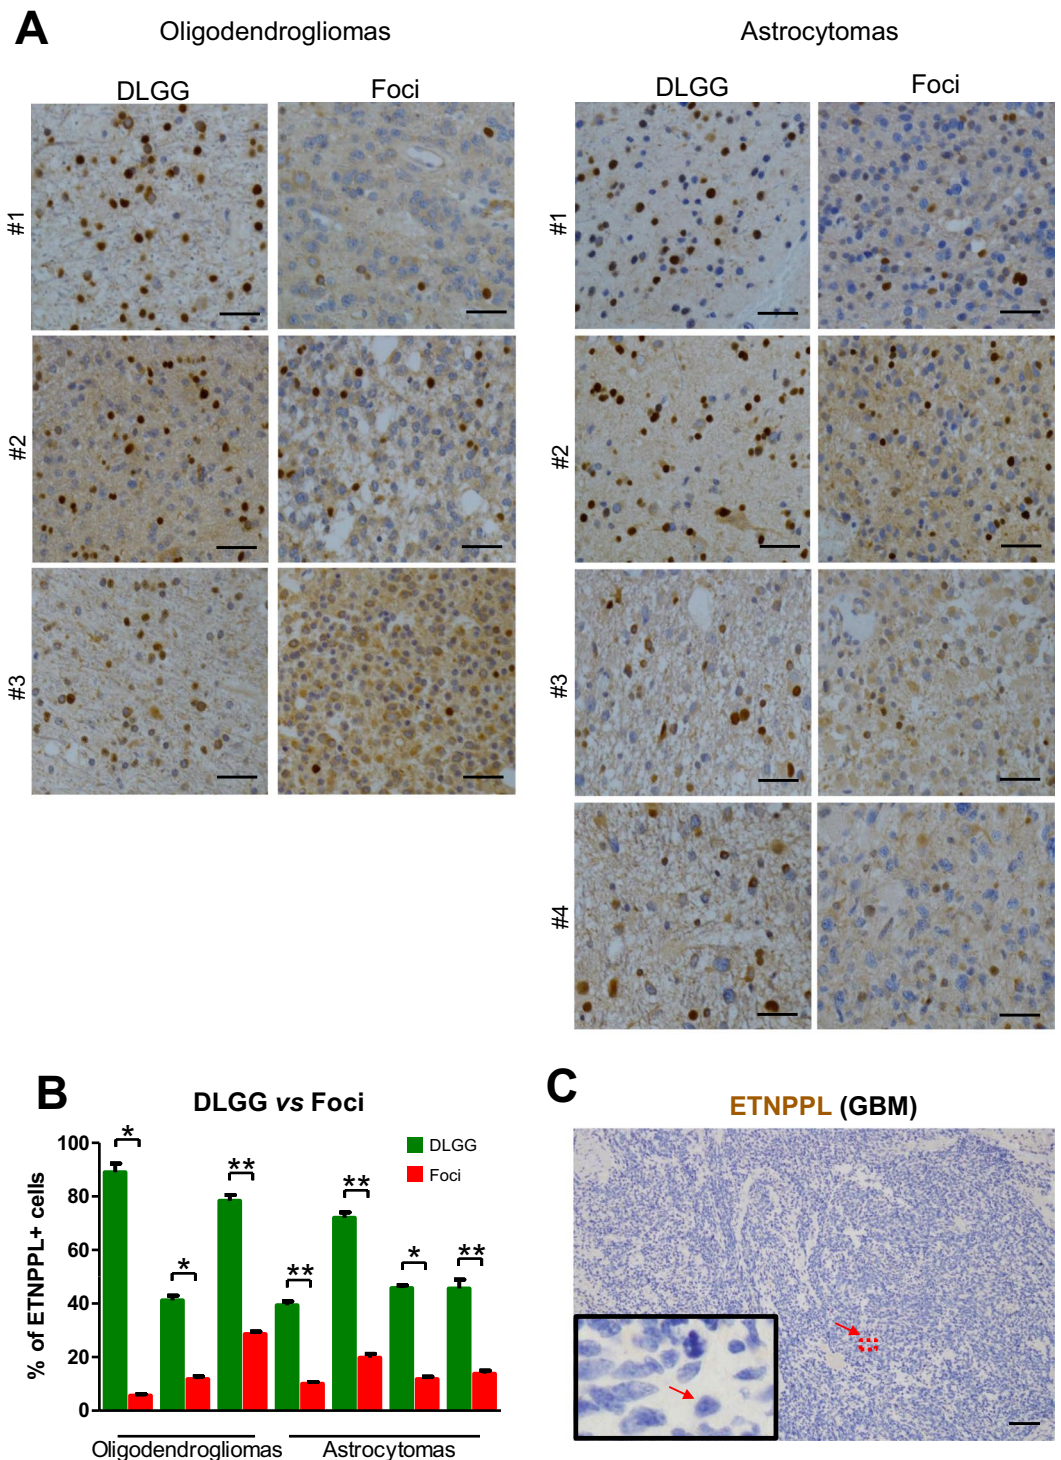 A
Oligodendrogliomas
Astrocytomas
DLGG
Foci
DLGG
Foci
#1
#1
#2
#2
#3
#3
#4
B
DLGG vs Foci
% of ETNPPL+ cells
100
80
60
40
20
0
*
*
**
**
**
*
**
DLGG
Foci
Oligodendrogliomas
Astrocytomas
C
ETNPPL (GBM)